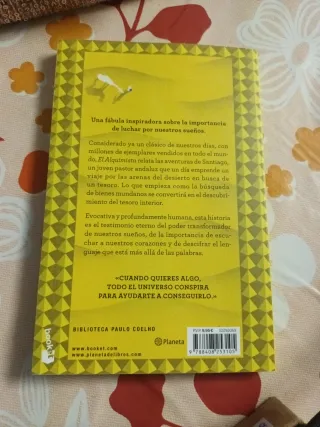 Una fábula inspiradora sobre la importancia
de luchar por nuestros sueños.
Considerado ya un clásico de nuestros días, con
millones de ejemplares vendidos en todo el mun-
do, El Alquimista relata las aventuras de Santiago,
un joven pastor andaluz que un día emprende un
viaje por las arenas del desierto en busca de
un tesoro. Lo que empieza como la búsqueda
de bienes mundanos se convertirá en el descubri-
miento del tesoro interior.
Evocativa y profundamente humana, esta historia
es el testimonio eterno del poder transformador
de nuestros sueños, de la importancia de escu-
char a nuestros corazones y de descifrar el len-
guaje que está más allá de las palabras.
«CUANDO QUIERES ALGO,
TODO EL UNIVERSO CONSPIRA
PARA AYUDARTE A CONSEGUIRLO.»
BIBLIOTECA PAULO COELHO
Planeta
www.booket.com
www.planetadelibros.com
9 788408 253105